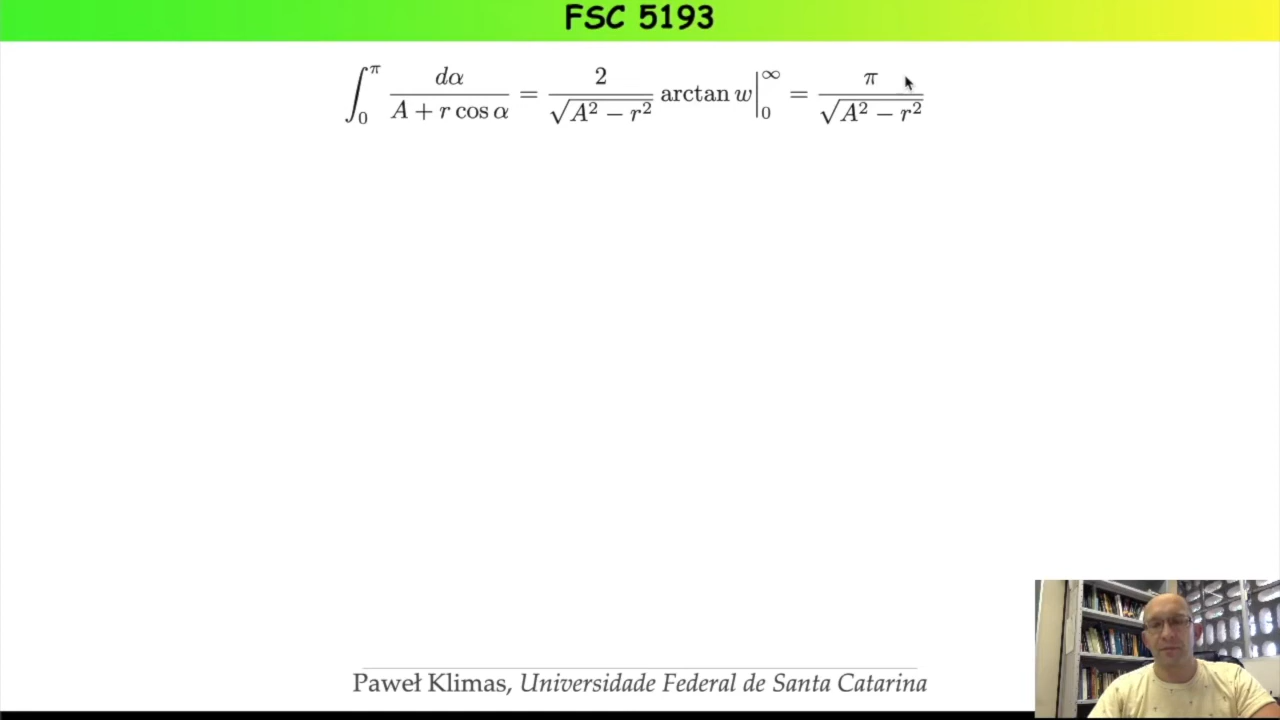 FSC 5193
∫₀^π dα / (A + r cos α) = 2 / √(A² − r²) arctan w |₀^∞ = π / √(A² − r²)
Paweł Klimas, Universidade Federal de Santa Catarina